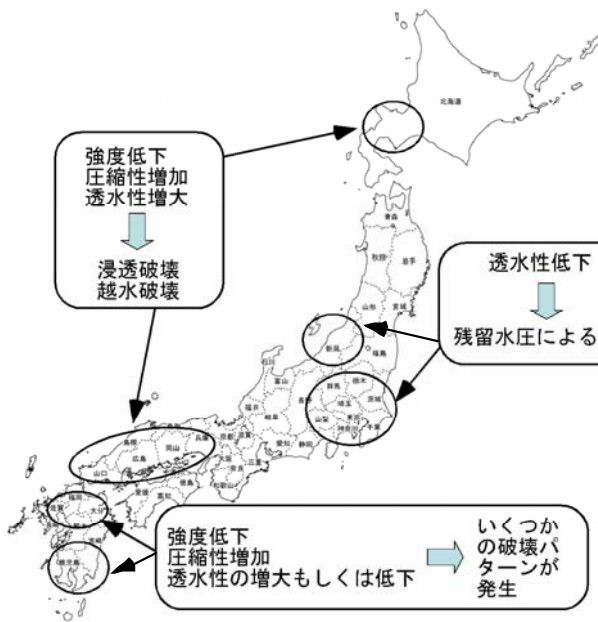 北海道
強度低下
圧縮性増加
透水性増大
浸透破壊
越水破壊
青森
秋田
岩手
透水性低下
山形
宮城
残留水圧による
新潟
福島
石川
富山
群馬
栃木
茨城
長野
埼玉
福井
岐阜
山梨
東京
千葉
神奈川
島根
鳥取
兵庫
京都
滋賀
愛知
静岡
岡山
広島
大阪
三重
山口
奈良
徳島
和歌山
愛媛
高知
福岡
佐賀
大分
宮崎
鹿児島
強度低下
圧縮性増加
透水性の増大もしくは低下
いくつか
の破壊パ
ターンが
発生